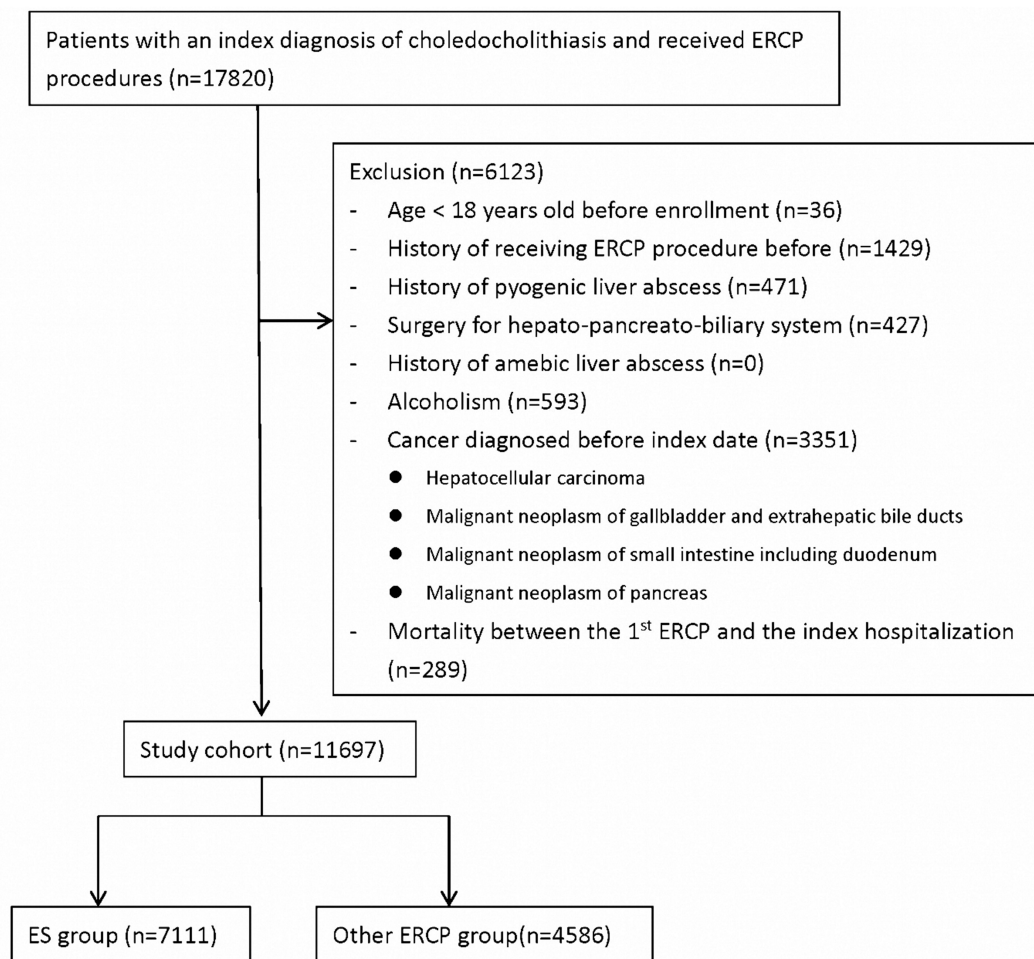 Patients with an index diagnosis of choledocholithiasis and received ERCP
procedures (n=17820)
Exclusion (n=6123)
- Age < 18 years old before enrollment (n=36)
- History of receiving ERCP procedure before (n=1429)
- History of pyogenic liver abscess (n=471)
- Surgery for hepato-pancreato-biliary system (n=427)
- History of amebic liver abscess (n=0)
- Alcoholism (n=593)
- Cancer diagnosed before index date (n=3351)
● Hepatocellular carcinoma
● Malignant neoplasm of gallbladder and extrahepatic bile ducts
● Malignant neoplasm of small intestine including duodenum
● Malignant neoplasm of pancreas
- Mortality between the 1st ERCP and the index hospitalization
(n=289)
Study cohort (n=11697)
ES group (n=7111)
Other ERCP group(n=4586)